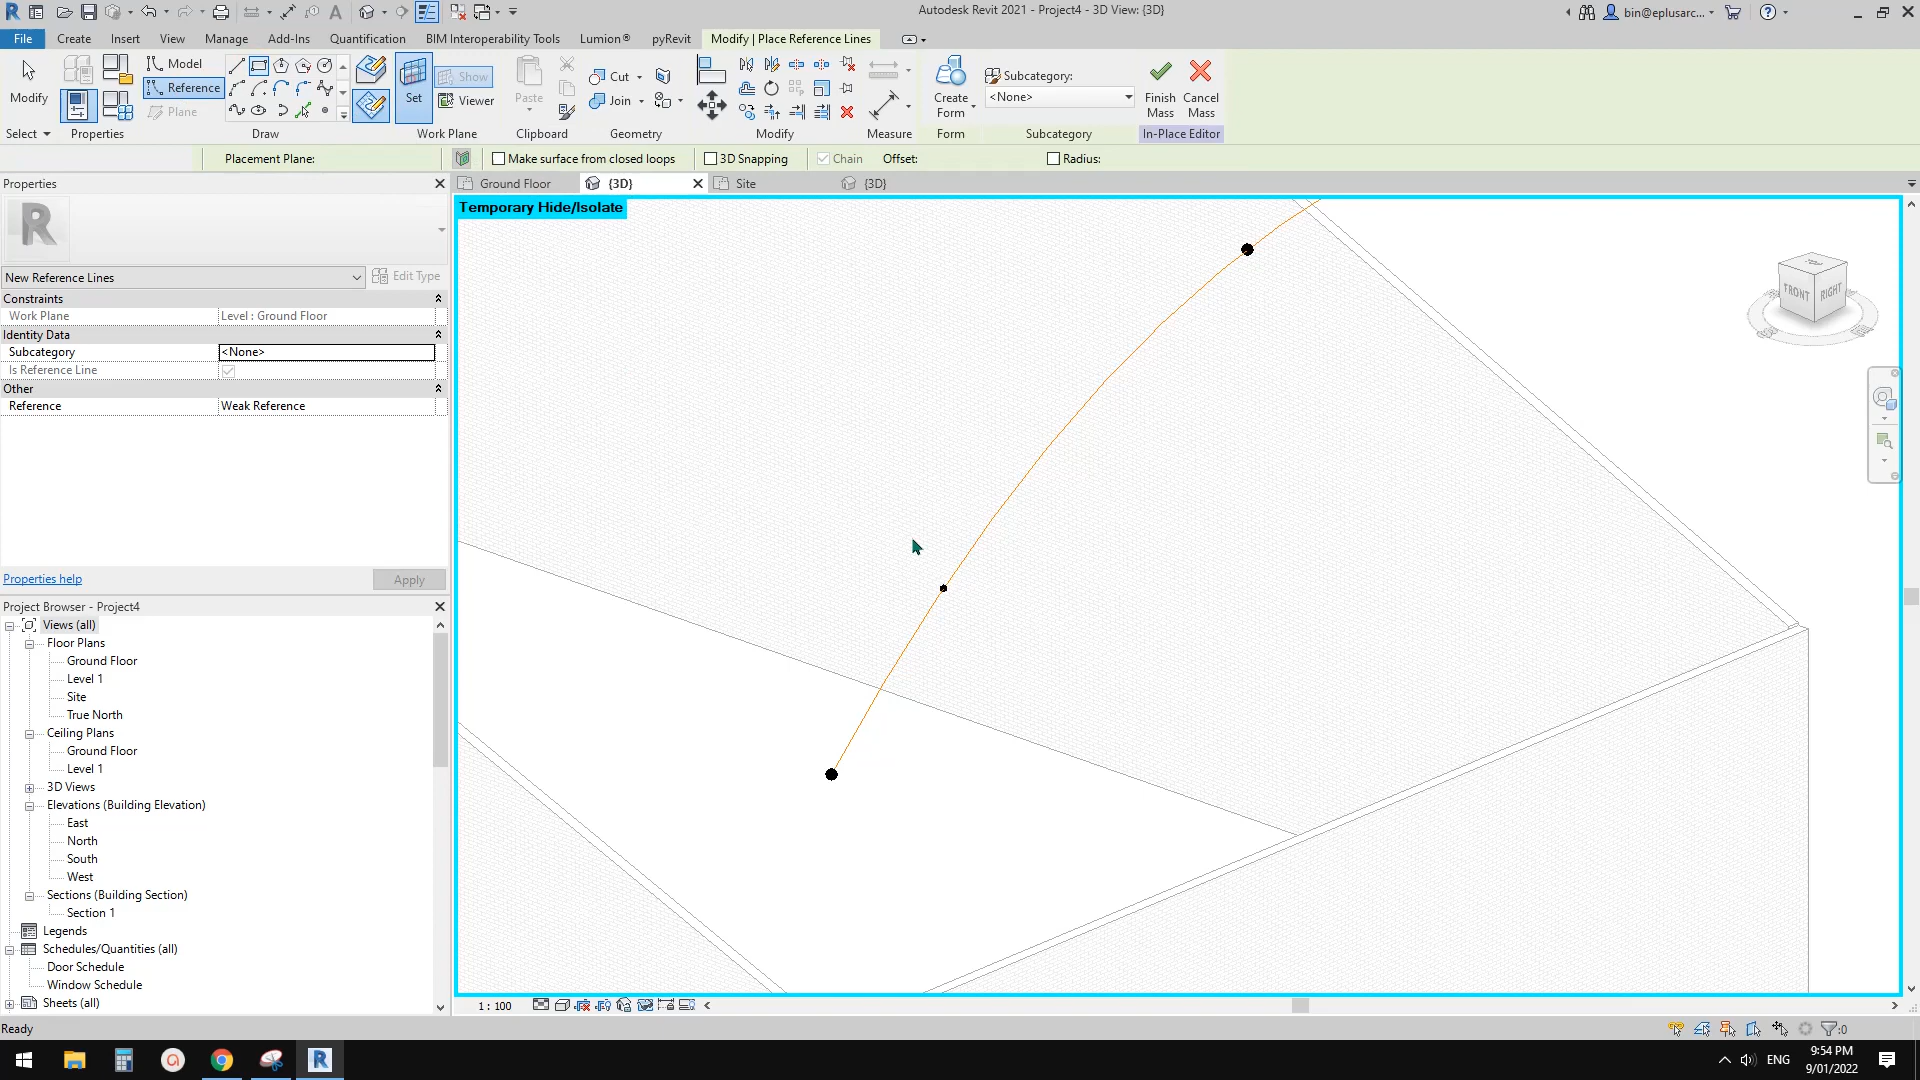 Autodesk Revit 2021 - Project4 - 3D View: {3D}
bin@eplusarc...
File
Create
Insert
View
Manage
Add-Ins
Quantification
BIM Interoperability Tools
Lumion®
pyRevit
Modify | Place Reference Lines
Modify
Select
Properties
Model
Reference
Plane
Draw
Set
Show
Viewer
Work Plane
Paste
Clipboard
Cut
Join
Geometry
Modify
Measure
Create
Form
Form
Subcategory:
<None>
Subcategory
Finish
Mass
Cancel
Mass
In-Place Editor
Placement Plane:
Make surface from closed loops
3D Snapping
Chain
Offset:
Radius:
Properties
R
New Reference Lines
Edit Type
Constraints
Work Plane
Level : Ground Floor
Identity Data
Subcategory
<None>
Is Reference Line
Other
Reference
Weak Reference
Properties help
Apply
Project Browser - Project4
Views (all)
Floor Plans
Ground Floor
Level 1
Site
True North
Ceiling Plans
Ground Floor
Level 1
3D Views
Elevations (Building Elevation)
East
North
South
West
Sections (Building Section)
Section 1
Legends
Schedules/Quantities (all)
Door Schedule
Window Schedule
Sheets (all)
Ground Floor
{3D}
Site
{3D}
Temporary Hide/Isolate
FRONT
RIGHT
1 : 100
Ready
:0
ENG
9:54 PM
9/01/2022